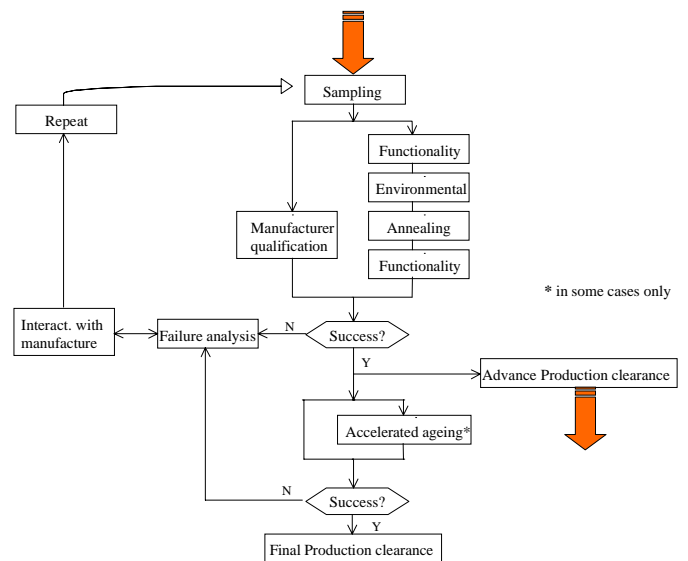 Sampling
Repeat
Functionality
Environmental
Manufacturer
qualification
Annealing
Functionality
* in some cases only
Interact. with
manufacture
Failure analysis
N
Success?
Y
Advance Production clearance
Accelerated ageing*
N
Success?
Y
Final Production clearance